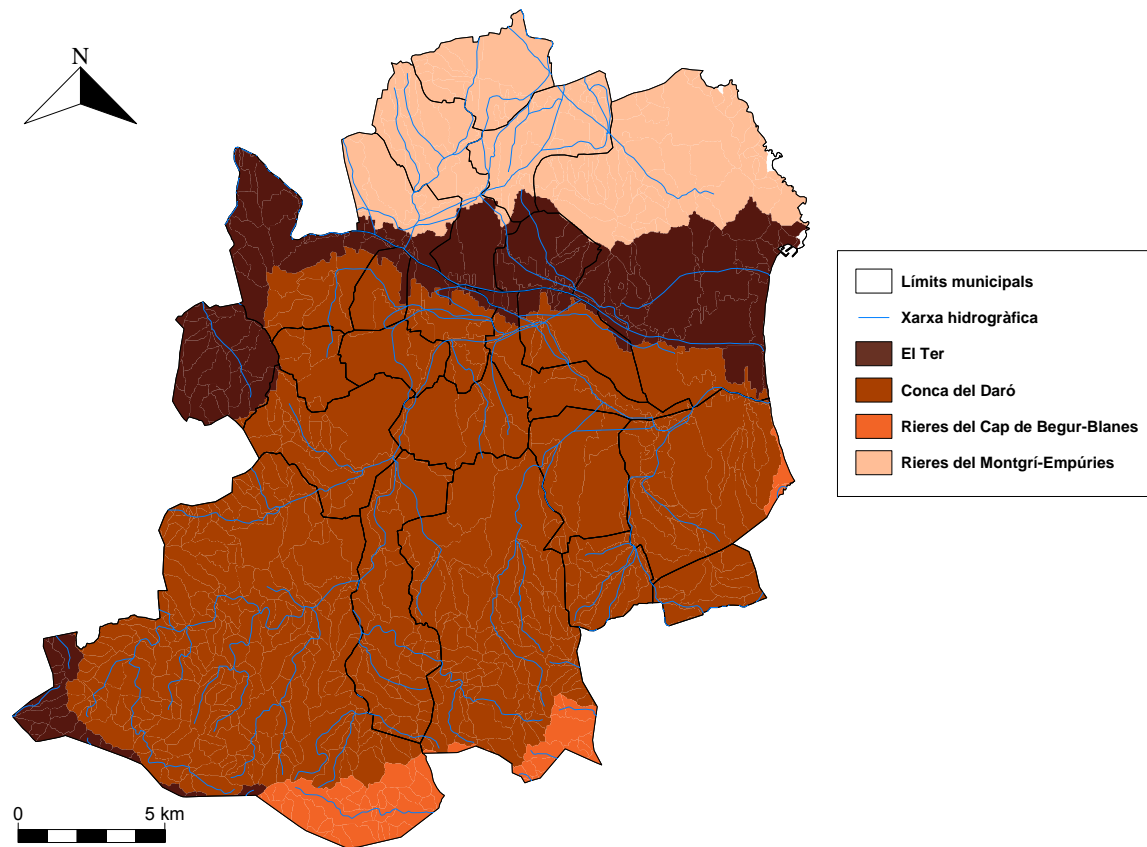 N
Límits municipals
Xarxa hidrogràfica
El Ter
Conca del Daró
Rieres del Cap de Begur-Blanes
Rieres del Montgrí-Empúries
0 5 km